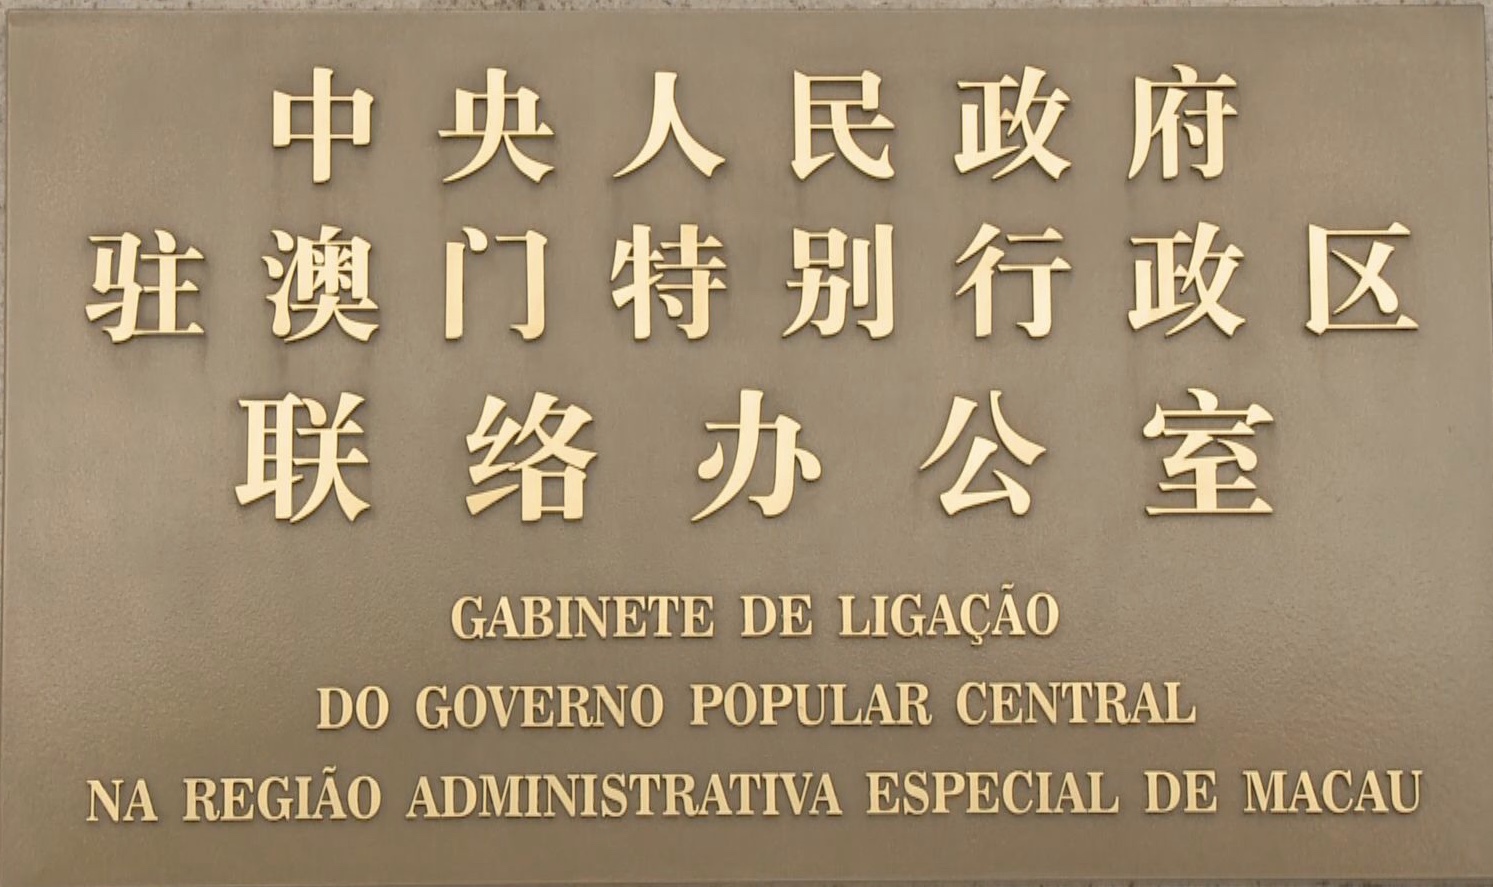 中央人民政府
驻澳门特别行政区
联络办公室
GABINETE DE LIGAÇÃO
DO GOVERNO POPULAR CENTRAL
NA REGIÃO ADMINISTRATIVA ESPECIAL DE MACAU